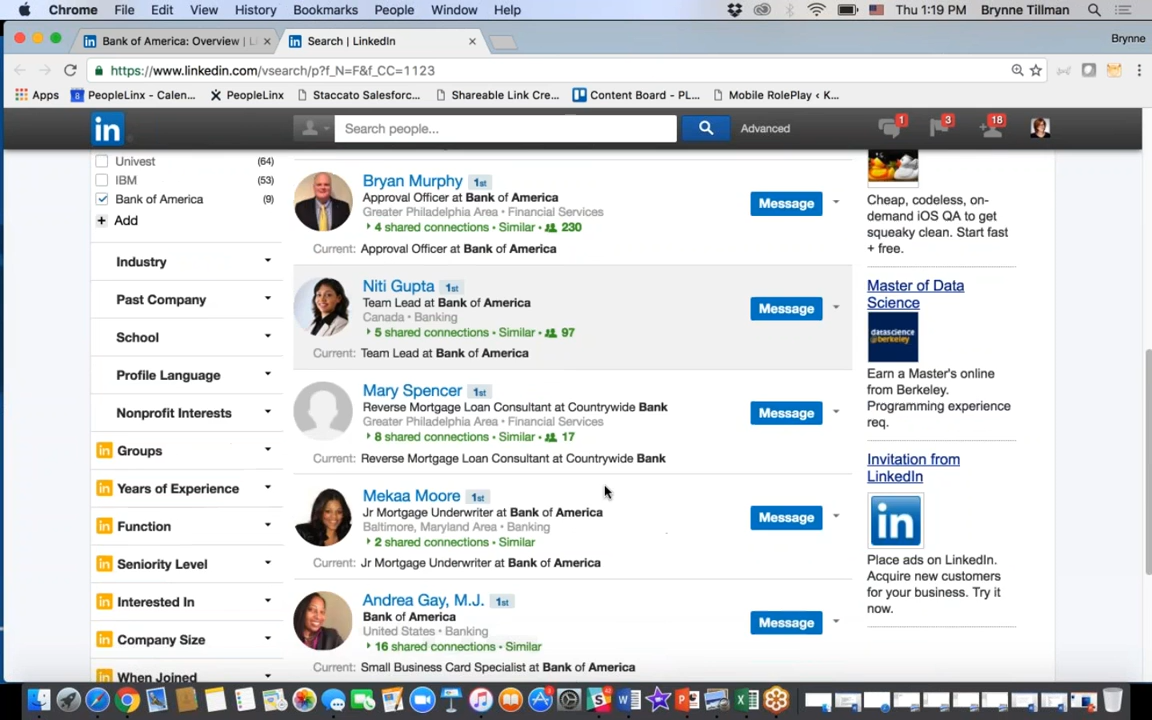 Chrome File Edit View History Bookmarks People Window Help Thu 1:19 PM Brynne Tillman
Bank of America: Overview | L
Search | LinkedIn
Brynne
https://www.linkedin.com/vsearch/p?f_N=F&f_CC=1123
Apps PeopleLinx - Calen... PeopleLinx Staccato Salesforc... Shareable Link Cre... Content Board - PL... Mobile RolePlay ‹ K...
in Search people... Advanced 1 3 18
Univest (64)
IBM (53)
Bank of America (9)
+ Add
Industry
Past Company
School
Profile Language
Nonprofit Interests
in Groups
in Years of Experience
in Function
in Seniority Level
in Interested In
in Company Size
in When Joined
Bryan Murphy 1st
Approval Officer at Bank of America
Greater Philadelphia Area • Financial Services
4 shared connections • Similar • 230
Current: Approval Officer at Bank of America
Message
Niti Gupta 1st
Team Lead at Bank of America
Canada • Banking
5 shared connections • Similar • 97
Current: Team Lead at Bank of America
Message
Mary Spencer 1st
Reverse Mortgage Loan Consultant at Countrywide Bank
Greater Philadelphia Area • Financial Services
8 shared connections • Similar • 17
Current: Reverse Mortgage Loan Consultant at Countrywide Bank
Message
Mekaa Moore 1st
Jr Mortgage Underwriter at Bank of America
Baltimore, Maryland Area • Banking
2 shared connections • Similar
Current: Jr Mortgage Underwriter at Bank of America
Message
Andrea Gay, M.J. 1st
Bank of America
United States • Banking
16 shared connections • Similar
Current: Small Business Card Specialist at Bank of America
Message
Cheap, codeless, on-
demand iOS QA to get
squeaky clean. Start fast
+ free.
Master of Data
Science
datascience
@berkeley
Earn a Master's online
from Berkeley.
Programming experience
req.
Invitation from
LinkedIn
in
Place ads on LinkedIn.
Acquire new
customers
for your business. Try it
now.